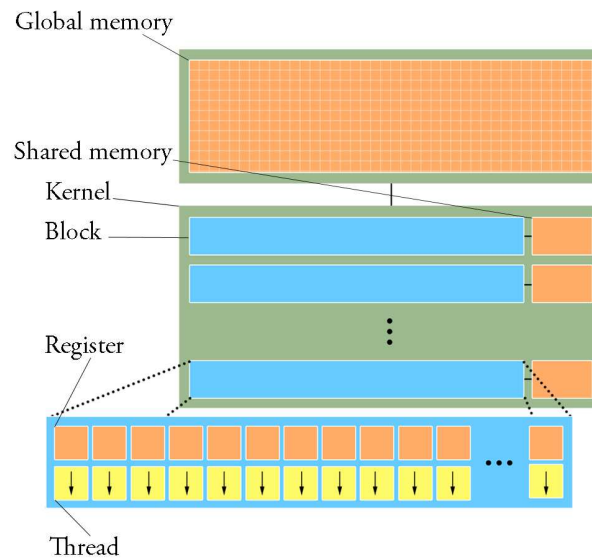 Global memory
Shared memory
Kernel
Block
Register
Thread